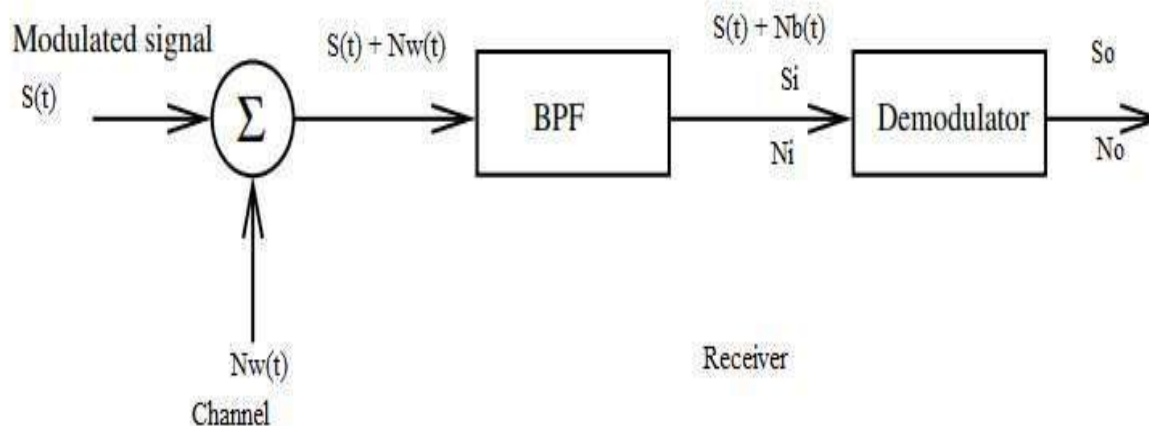 Modulated signal
S(t)
Σ
S(t) + Nw(t)
BPF
S(t) + Nb(t)
Si
Ni
Demodulator
So
No
Nw(t)
Channel
Receiver